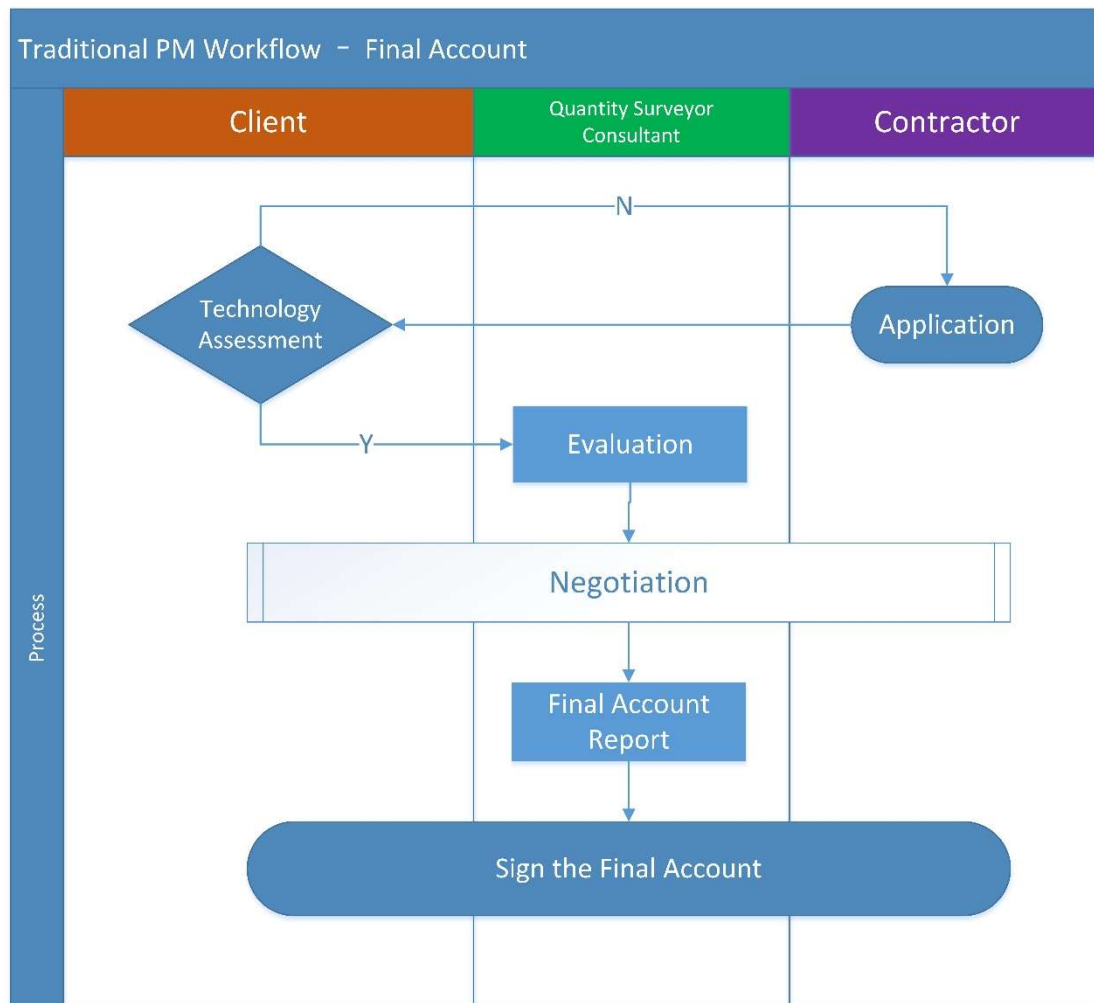 Traditional PM Workflow － Final Account
Client
Quantity Surveyor
Consultant
Contractor
N
Technology
Assessment
Application
Y
Evaluation
Negotiation
Process
Final Account
Report
Sign the Final Account